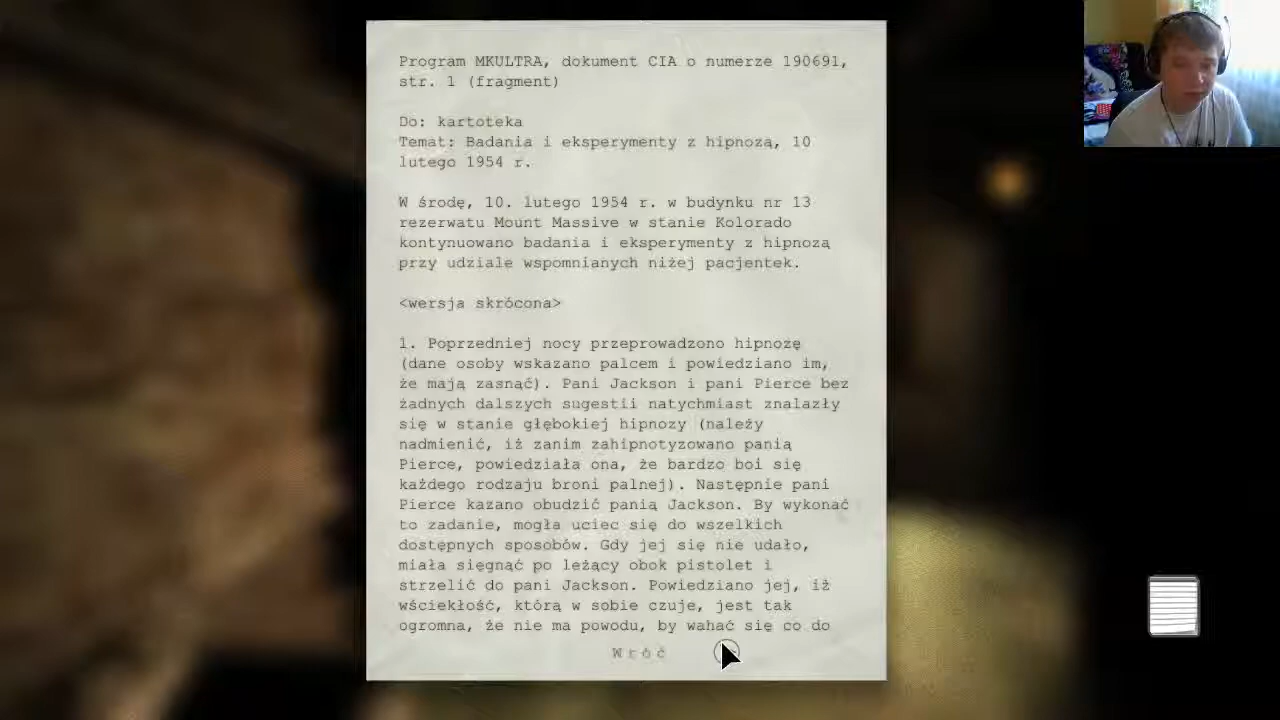 Program MKULTRA, dokument CIA o numerze 190691,
str. 1 (fragment)
Do: kartoteka
Temat: Badania i eksperymenty z hipnozą, 10
lutego 1954 r.
W środę, 10. lutego 1954 r. w budynku nr 13
rezerwatu Mount Massive w stanie Kolorado
kontynuowano badania i eksperymenty z hipnozą
przy udziale wspomnianych niżej pacjentek.
<wersja skrócona>
1. Poprzedniej nocy przeprowadzono hipnozę
(dane osoby wskazano palcem i powiedziano im,
że mają zasnąć). Pani Jackson i pani Pierce bez
żadnych dalszych sugestii natychmiast znalazły
się w stanie głębokiej hipnozy (należy
nadmienić, iż zanim zahipnotyzowano panią
Pierce, powiedziała ona, że bardzo boi się
każdego rodzaju broni palnej). Następnie pani
Pierce kazano obudzić panią Jackson. By wykonać
to zadanie, mogła uciec się do wszelkich
dostępnych sposobów. Gdy jej się nie udało,
miała sięgnąć po leżący obok pistolet i
strzelić do pani Jackson. Powiedziano jej, iż
wściekłość, którą w sobie czuje, jest tak
ogromna, że nie ma powodu, by wahać się co do
Wróć